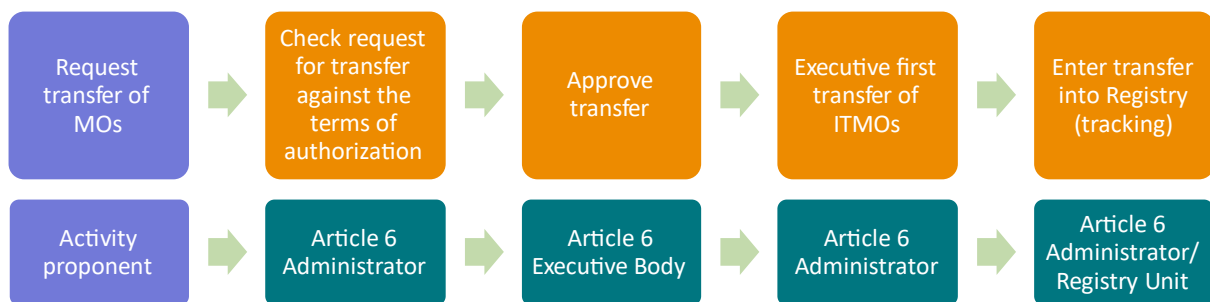 Request
transfer of
MOs
Check request
for transfer
against the
terms of
authorization
Approve
transfer
Executive first
transfer of
ITMOs
Enter transfer
into Registry
(tracking)
Activity
proponent
Article 6
Administrator
Article 6
Executive Body
Article 6
Administrator
Article 6
Administrator/
Registry Unit